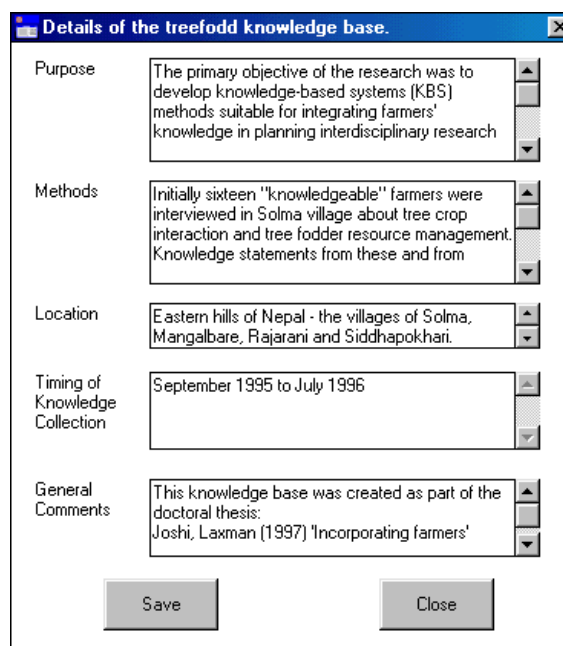 Details of the treefodd knowledge base.
Purpose
The primary objective of the research was to
develop knowledge-based systems (KBS)
methods suitable for integrating farmers'
knowledge in planning interdisciplinary research
Methods
Initially sixteen "knowledgeable" farmers were
interviewed in Solma village about tree crop
interaction and tree fodder resource management.
Knowledge statements from these and from
Location
Eastern hills of Nepal - the villages of Solma,
Mangalbare, Rajarani and Siddhapokhari.
Timing of
Knowledge
Collection
September 1995 to July 1996
General
Comments
This knowledge base was created as part of the
doctoral thesis:
Joshi, Laxman (1997) 'Incorporating farmers'
Save
Close